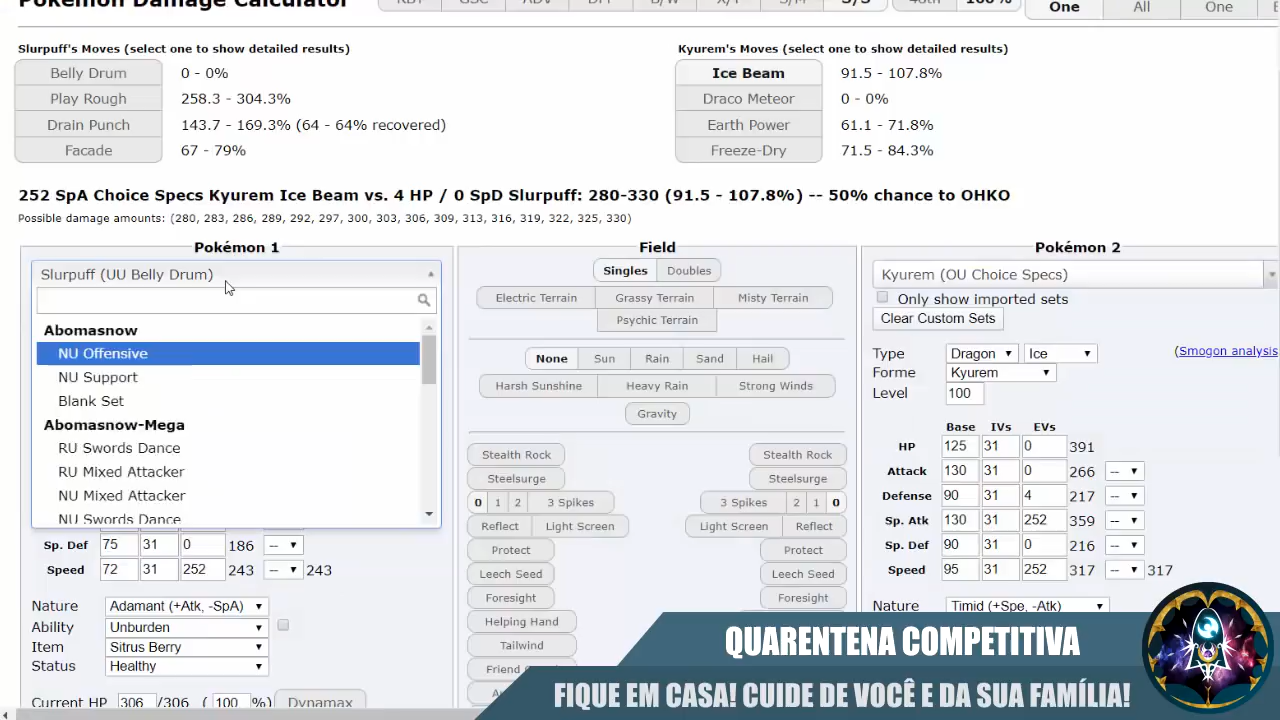 Pokémon Damage Calculator
One All One
Slurpuff's Moves (select one to show detailed results)
Belly Drum 0 - 0%
Play Rough 258.3 - 304.3%
Drain Punch 143.7 - 169.3% (64 - 64% recovered)
Facade 67 - 79%
Kyurem's Moves (select one to show detailed results)
Ice Beam 91.5 - 107.8%
Draco Meteor 0 - 0%
Earth Power 61.1 - 71.8%
Freeze-Dry 71.5 - 84.3%
252 SpA Choice Specs Kyurem Ice Beam vs. 4 HP / 0 SpD Slurpuff: 280-330 (91.5 - 107.8%) -- 50% chance to OHKO
Possible damage amounts: (280, 283, 286, 289, 292, 297, 300, 303, 306, 309, 313, 316, 319, 322, 325, 330)
Pokémon 1
Slurpuff (UU Belly Drum)
Abomasnow
NU Offensive
NU Support
Blank Set
Abomasnow-Mega
RU Swords Dance
RU Mixed Attacker
NU Mixed Attacker
NU Swords Dance
Sp. Def 75 31 0 186 --
Speed 72 31 252 243 -- 243
Nature Adamant (+Atk, -SpA)
Ability Unburden
Item Sitrus Berry
Status Healthy
Current HP 306 /306 ( 100 %) Dynamax
Field
Singles Doubles
Electric Terrain Grassy Terrain Misty Terrain
Psychic Terrain
None Sun Rain Sand Hail
Harsh Sunshine Heavy Rain Strong Winds
Gravity
Stealth Rock Stealth Rock
Steelsurge Steelsurge
0 1 2 3 Spikes 3 Spikes 2 1 0
Reflect Light Screen Light Screen Reflect
Protect Protect
Leech Seed Leech Seed
Foresight Foresight
Helping Hand
Tailwind
Friend
Pokémon 2
Kyurem (OU Choice Specs)
Only show imported sets
Clear Custom Sets
Type Dragon Ice (Smogon analysis
Forme Kyurem
Level 100
Base IVs EVs
HP 125 31 0 391
Attack 130 31 0 266 --
Defense 90 31 4 217 --
Sp. Atk 130 31 252 359 --
Sp. Def 90 31 0 216 --
Speed 95 31 252 317 -- 317
Nature Timid (+Spe, -Atk)
QUARENTENA COMPETITIVA
FIQUE EM CASA! CUIDE DE VOCÊ E DA SUA FAMÍLIA!